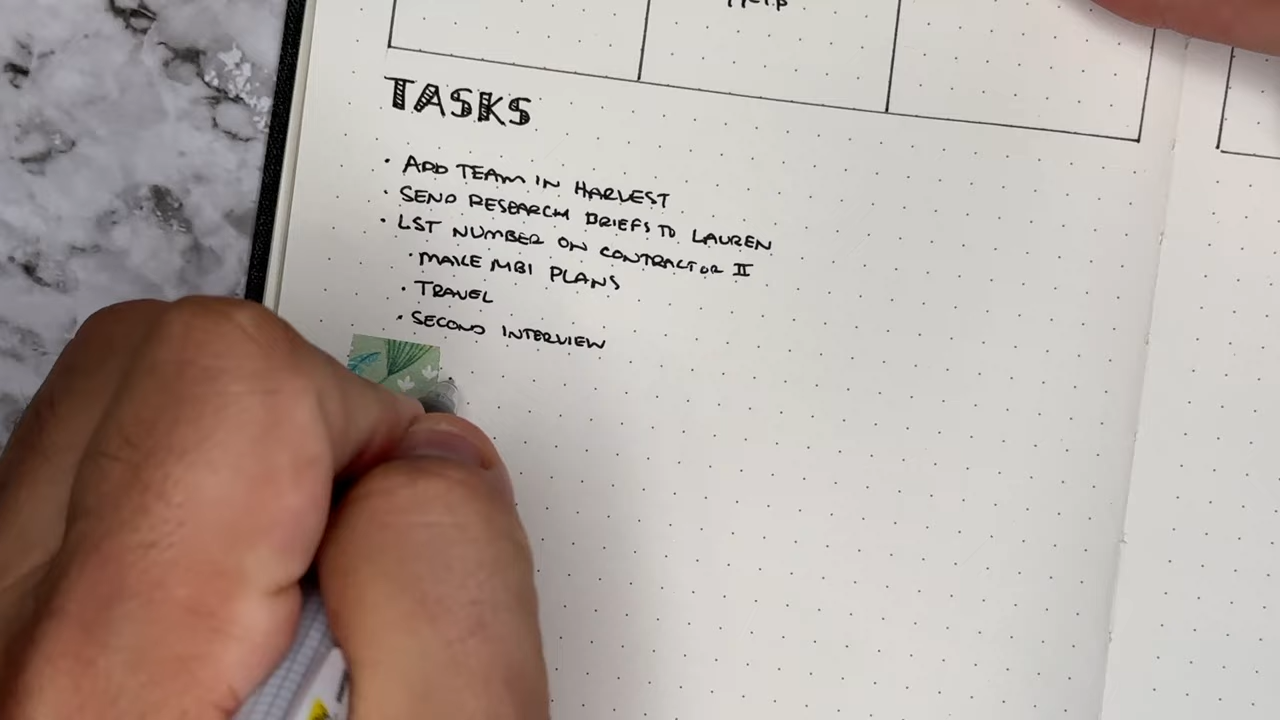 HELP
TASKS
• ADD TEAM IN HARVEST
• SEND RESEARCH BRIEFS TO LAUREN
• LST NUMBER ON CONTRACTOR II
• MAKE MBI PLANS
• TRAVEL
• SECOND INTERVIEW